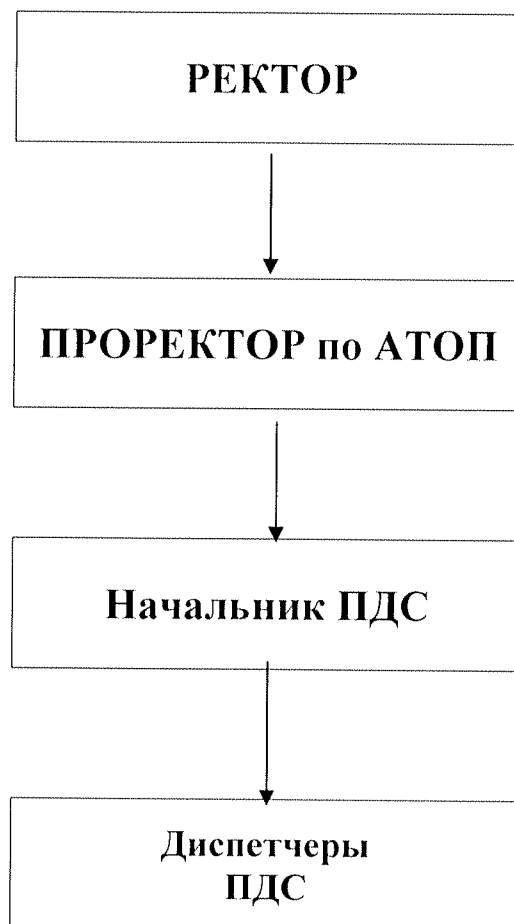 РЕКТОР
ПРОРЕКТОР по АТОП
Начальник ПДС
Диспетчеры
ПДС